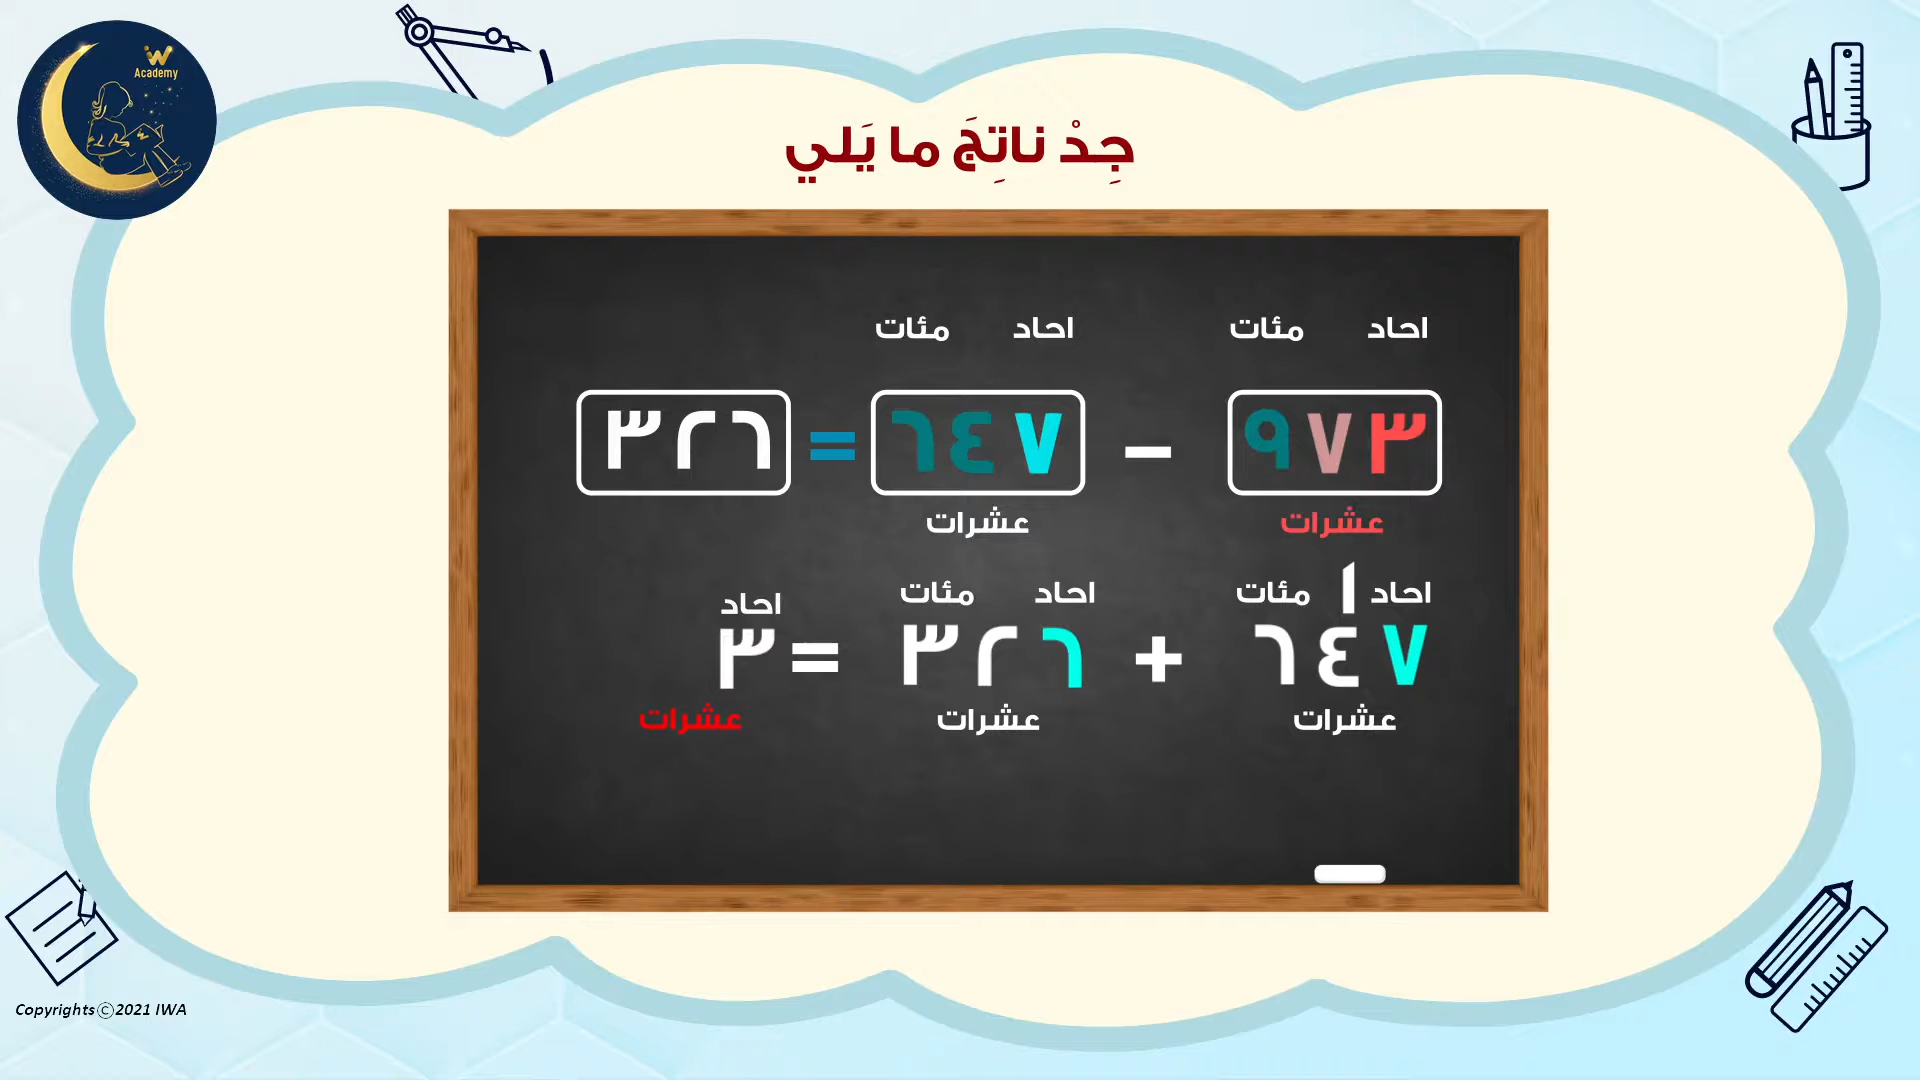 W
Academy
جِدْ ناتِجَ ما يَلي
احاد مئات احاد مئات
٩٧٣ – ٦٤٧ = ٣٢٦
عشرات عشرات
١
احاد مئات احاد مئات احاد
٦٤٧ + ٣٢٦ = ٣
عشرات عشرات عشرات
Copyrights©2021 IWA